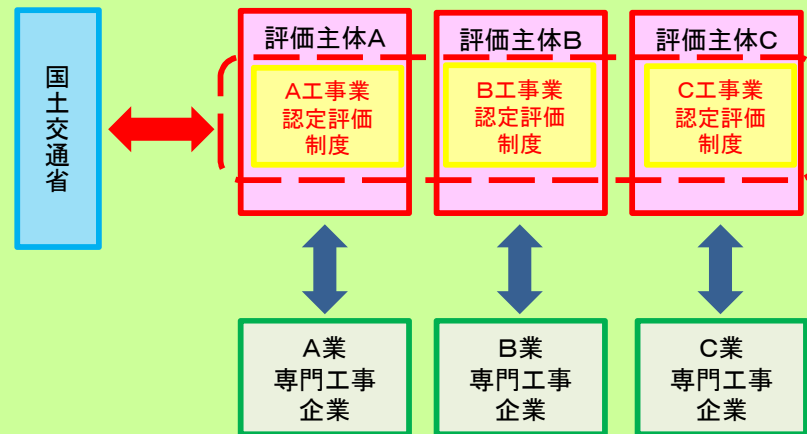 国土交通省
評価主体A
A工事業
認定評価
制度
評価主体B
B工事業
認定評価
制度
評価主体C
C工事業
認定評価
制度
A業
専門工事
企業
B業
専門工事
企業
C業
専門工事
企業